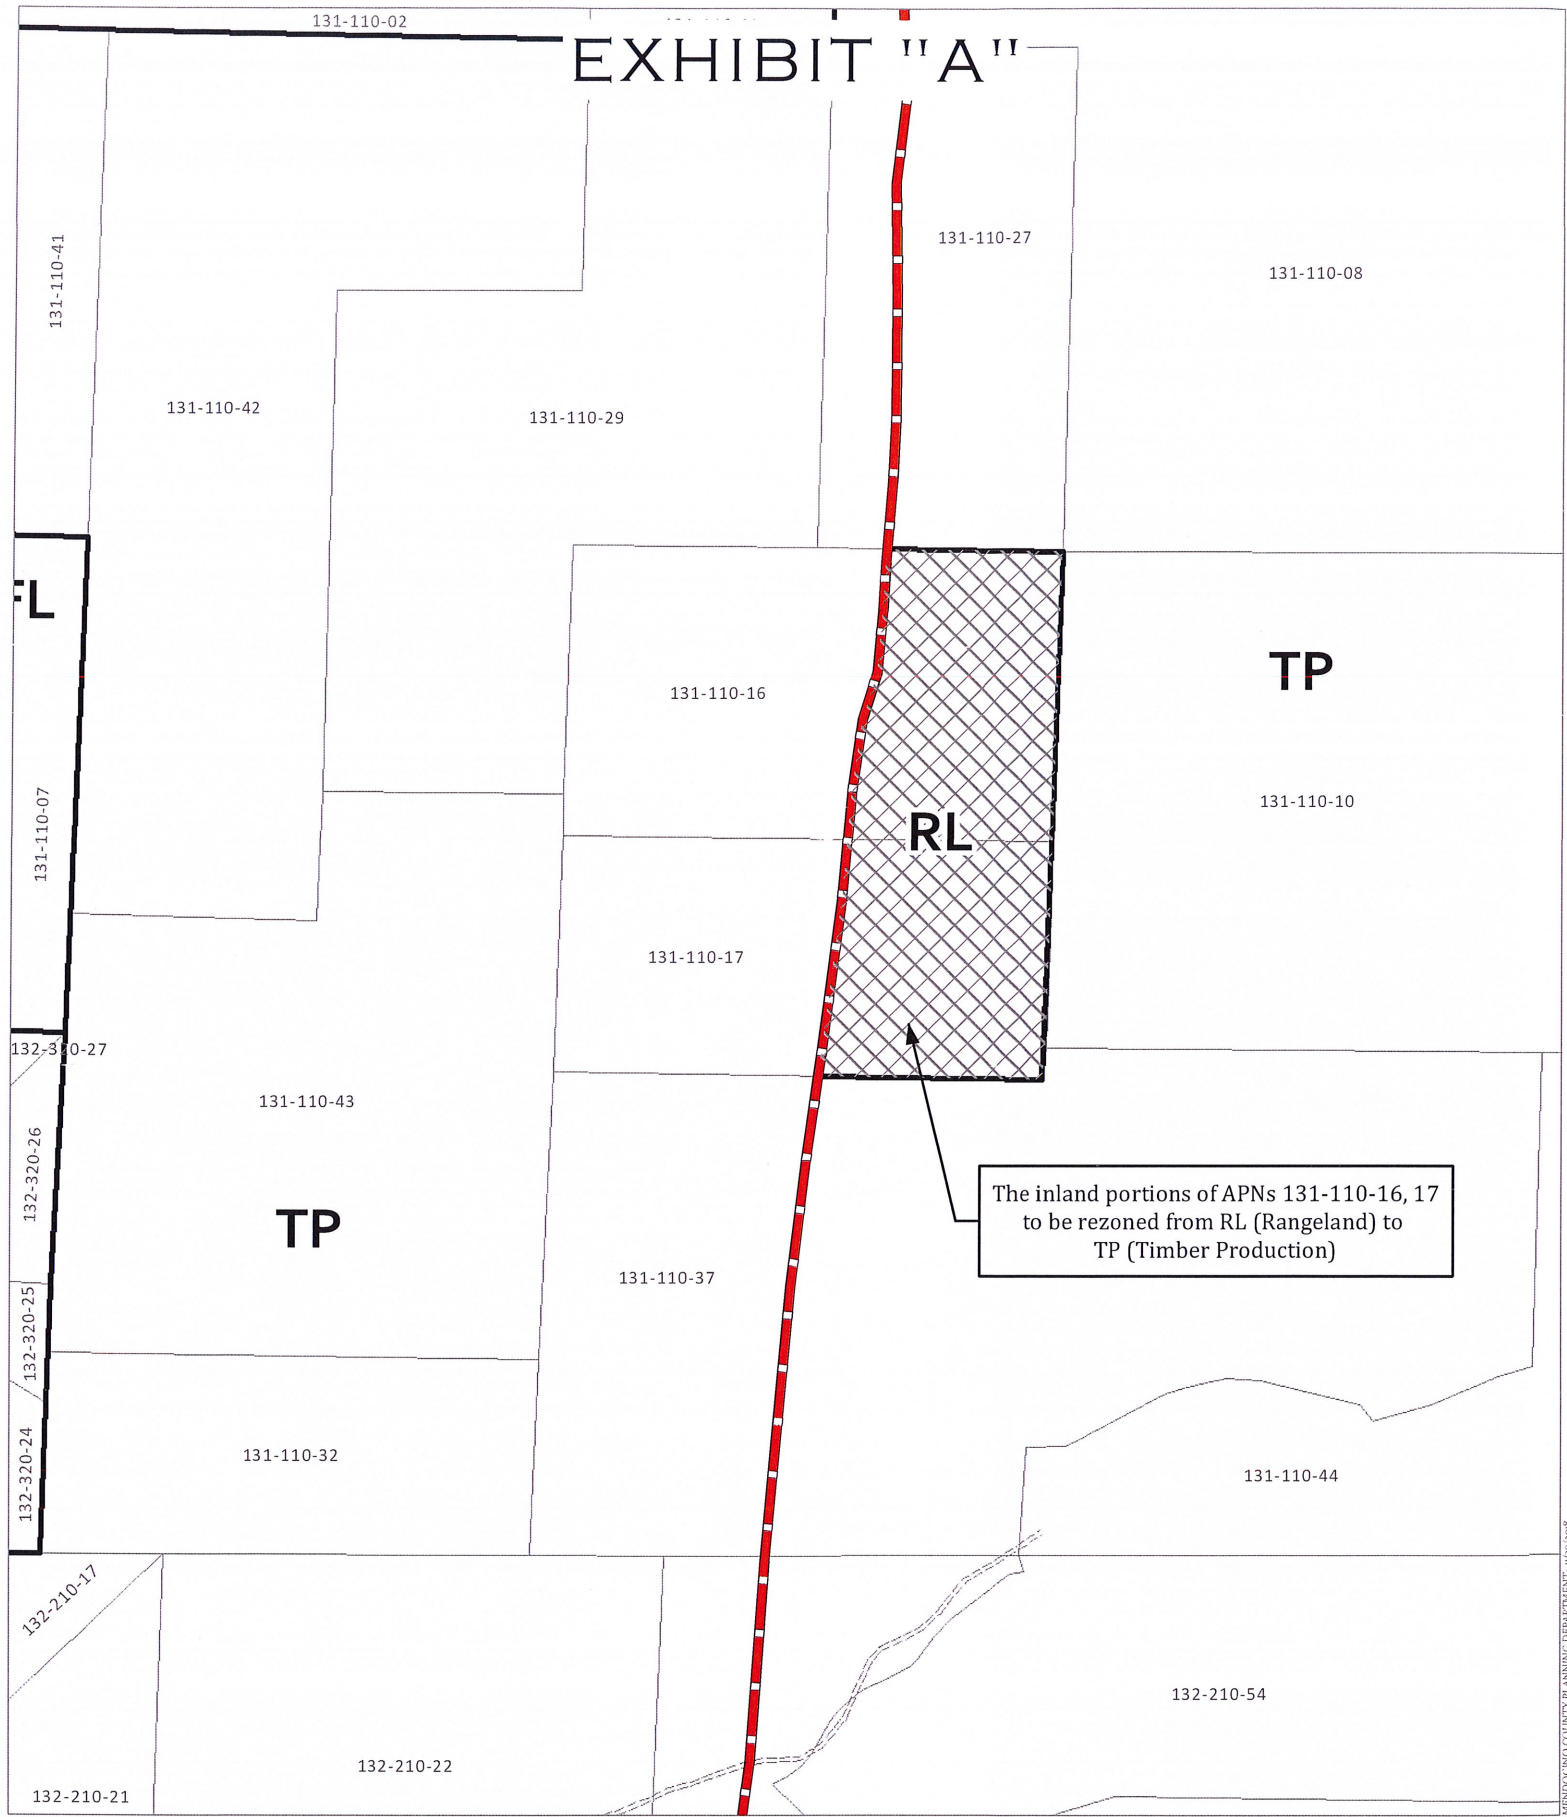 131-110-02
EXHIBIT "A"
131-110-41
131-110-27
131-110-08
131-110-42
131-110-29
FL
TP
131-110-16
131-110-10
131-110-07
RL
131-110-17
132-320-27
131-110-43
132-320-26
The inland portions of APNs 131-110-16, 17
to be rezoned from RL (Rangeland) to
TP (Timber Production)
TP
131-110-37
132-320-25
131-110-32
132-320-24
131-110-44
132-210-17
132-210-54
132-210-22
132-210-21
MENDOCINO COUNTY PLANNING DEPARTMENT